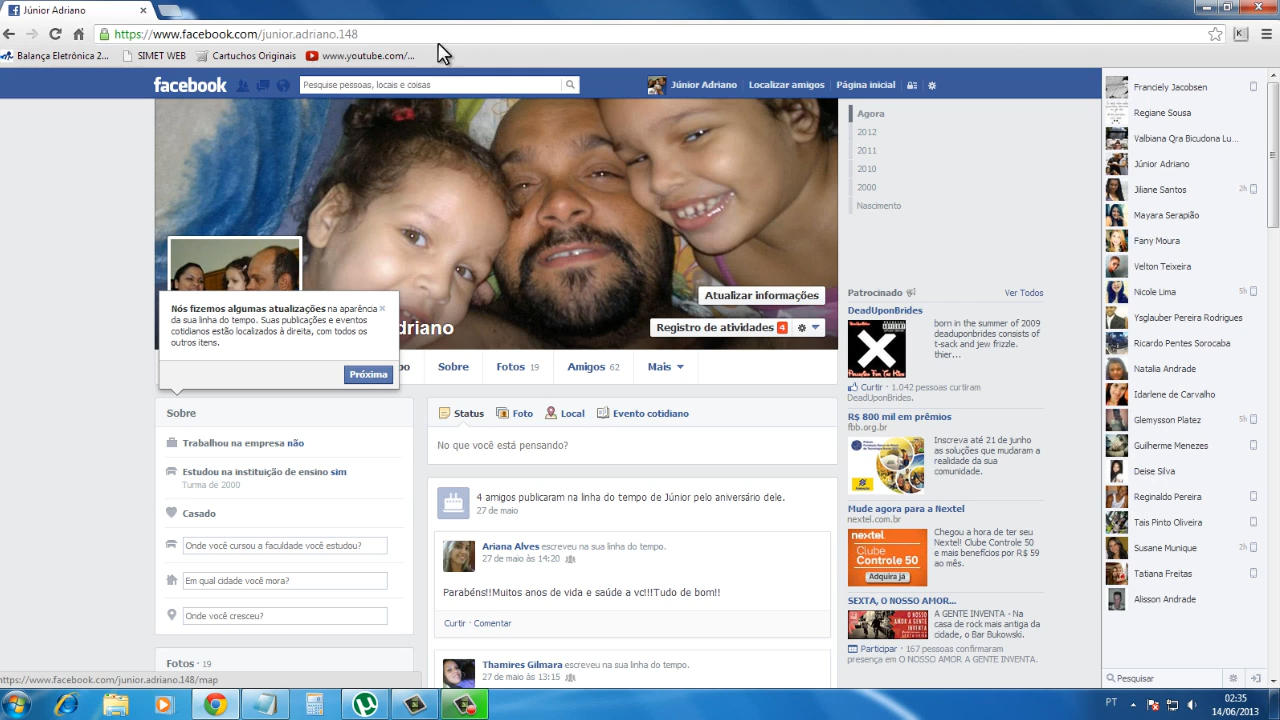 Júnior Adriano
https://www.facebook.com/junior.adriano.148
Balança Eletrônica 2...
SIMET WEB
Cartuchos Originais
www.youtube.com/...
facebook
Pesquise pessoas, locais e coisas
Júnior Adriano
Localizar amigos
Página inicial
Agora
2012
2011
2010
2000
Nascimento
Atualizar informações
Registro de atividades 4
driano
Nós fizemos algumas atualizações na aparência
da sua linha do tempo. Suas publicações e eventos
cotidianos estão localizados à direita, com todos os
outros itens.
Próxima
po
Sobre
Fotos 19
Amigos 62
Mais
Sobre
Trabalhou na empresa não
Estudou na instituição de ensino sim
Turma de 2000
Casado
Onde você cursou a faculdade você estudou?
Em qual cidade você mora?
Onde você cresceu?
Fotos · 19
https://www.facebook.com/junior.adriano.148/map
Status
Foto
Local
Evento cotidiano
No que você está pensando?
4 amigos publicaram na linha do tempo de Júnior pelo aniversário dele.
27 de maio
Ariana Alves escreveu na sua linha do tempo.
27 de maio às 14:20
Parabéns!!Muitos anos de vida e saúde a vc!!!Tudo de bom!!
Curtir · Comentar
Thamires Gilmara escreveu na sua linha do tempo.
27 de maio às 13:15
Patrocinado
Ver Todos
DeadUponBrides
born in the summer of 2009
deaduponbrides consists of
t-sack and jew frizzle.
thier...
Curtir · 1.042 pessoas curtiram
DeadUponBrides.
R$ 800 mil em prêmios
fbb.org.br
Inscreva até 21 de junho
as soluções que mudaram a
realidade da sua
comunidade.
Mude agora para a Nextel
nextel.com.br
nextel
Clube
Controle 50
Adquira já
Chegou a hora de ter seu
Nextel! Clube Controle 50
e mais benefícios por R$ 59
ao mês.
SEXTA, O NOSSO AMOR...
A GENTE INVENTA - Na
casa de rock mais antiga da
cidade, o Bar Bukowski.
Participar · 167 pessoas confirmaram
presença em O NOSSO AMOR A GENTE INVENTA.
Franciely Jacobsen
Regiane Sousa
Valbiana Qra Bicudona Lu...
Júnior Adriano
Jiliane Santos 2h
Mayara Serapião
Fany Moura
Velton Teixeira
Nicole Lima 5h
Ysglauber Pereira Rodrigues
Ricardo Pentes Sorocaba
Natalia Andrade
Idarlene de Carvalho
Glemysson Platez 5h
Guilherme Menezes
Deise Silva
Reginaldo Pereira
Tais Pinto Oliveira
Susane Munique 2h
Tatiana Freitas
Alisson Andrade
Pesquisar
PT
02:35
14/06/2013